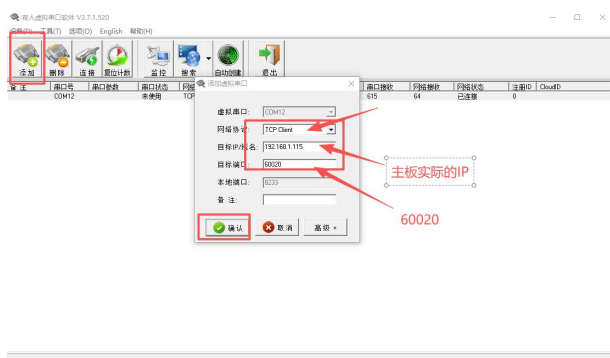 有人虚拟串口软件 V3.7.1.520
设备(D) 工具(T) 选项(O) English 帮助(H)
添加 删除 连接 复位计数 监控 搜索 自动创建 退出
备注 串口号 串口参数 串口状态 串口接收 网络接收 网络状态 注册ID CloudID
COM12 未使用 TCP 615 64 已连接 0
添加虚拟串口
虚拟串口: COM12
网络协议: TCP Client
目标IP/域名: 192.168.1.115
目标端口: 60020
本地端口: 8233
备 注:
确认 取消 高级
主板实际的IP
60020